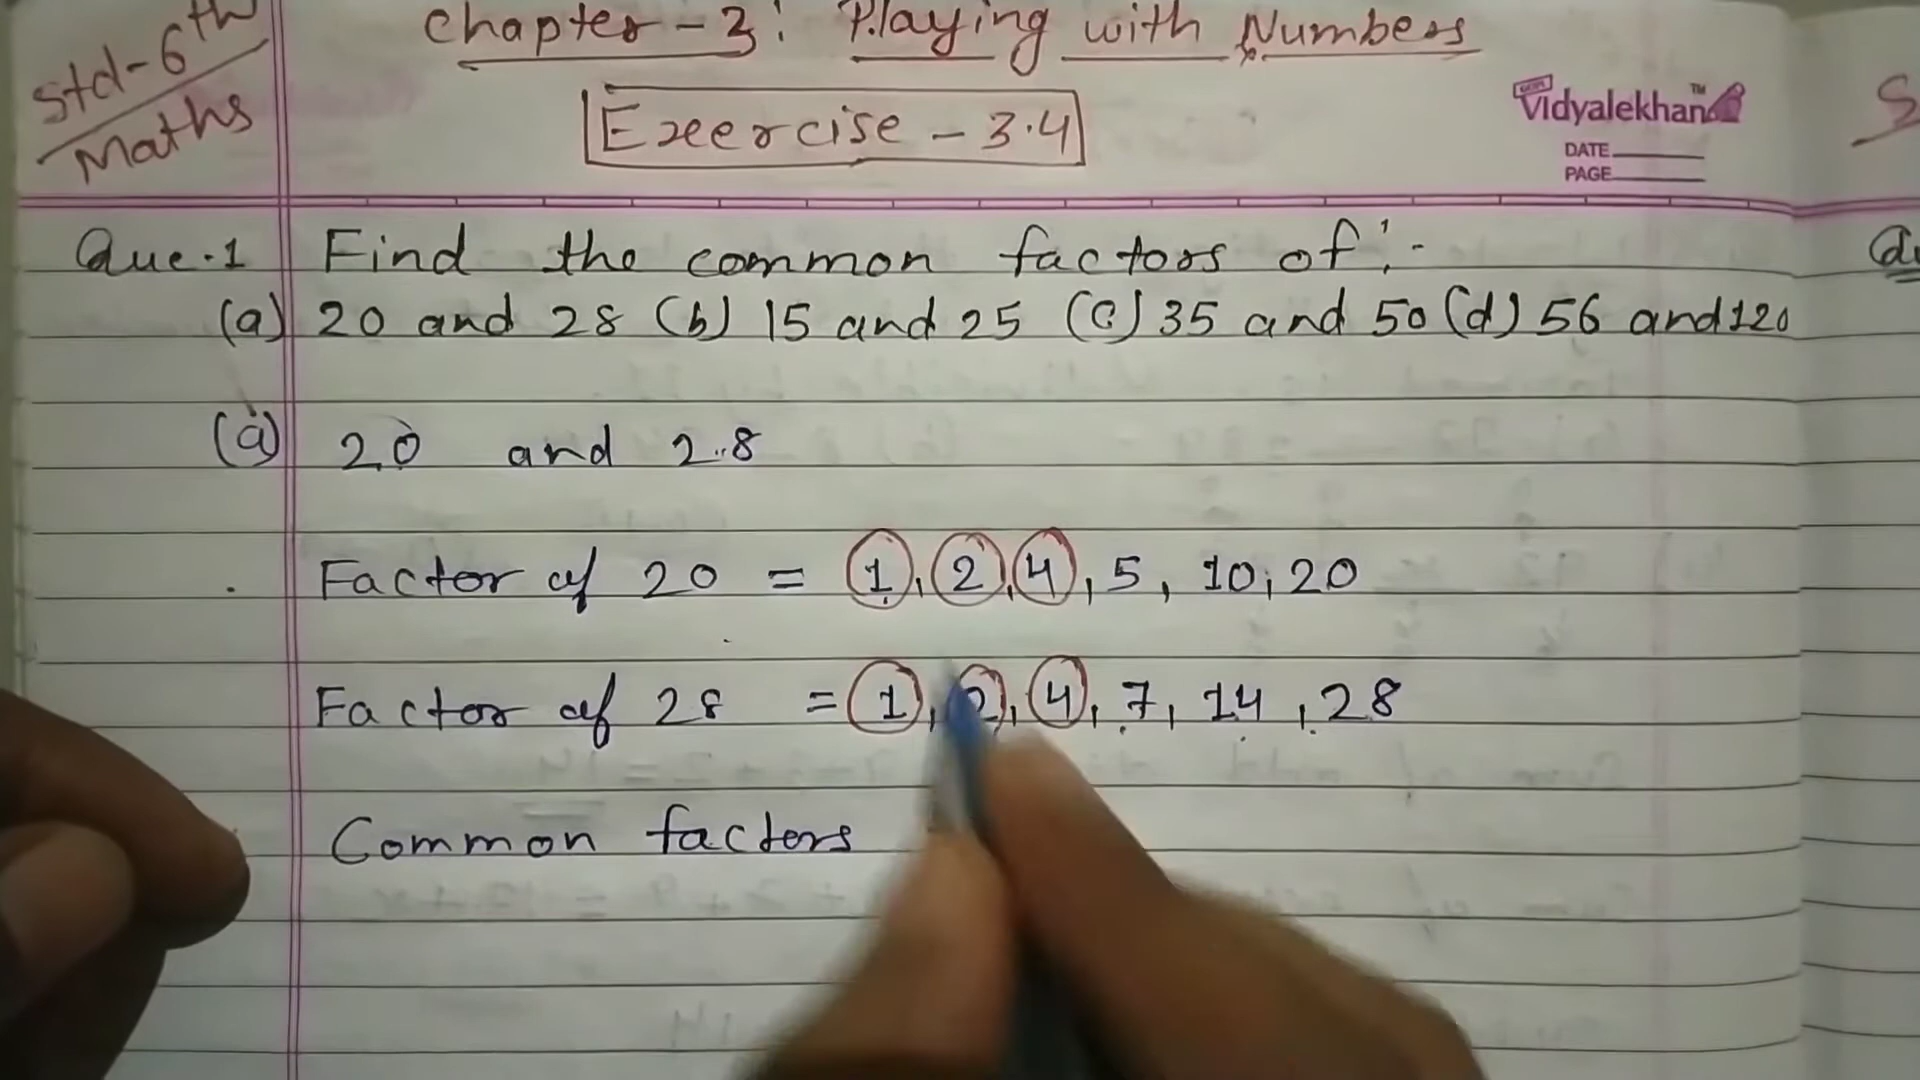 Std-6th
Maths
Chapter-3: Playing with Numbers
Exercise-3.4
Vidyalekhan™
DATE
PAGE
Que.1 Find the common factors of:-
(a) 20 and 28 (b) 15 and 25 (c) 35 and 50 (d) 56 and 120
(a) 20 and 28
Factor of 20 = 1, 2, 4, 5, 10, 20
Factor of 28 = 1, 2, 4, 7, 14, 28
Common factors